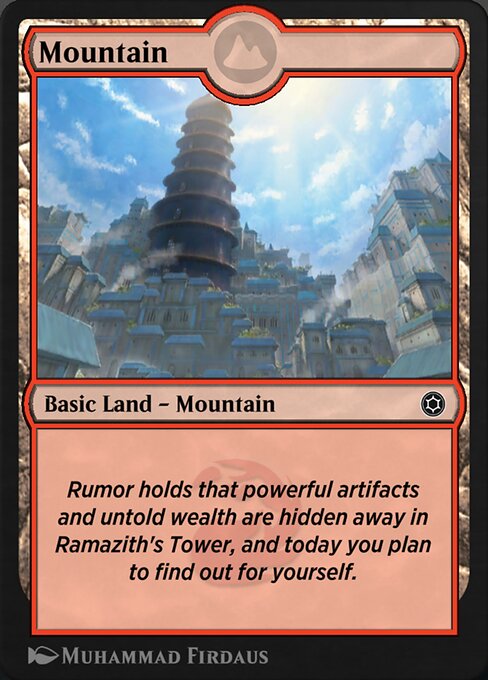 Mountain
Basic Land – Mountain
Rumor holds that powerful artifacts
and untold wealth are hidden away in
Ramazith's Tower, and today you plan
to find out for yourself.
Muhammad Firdaus